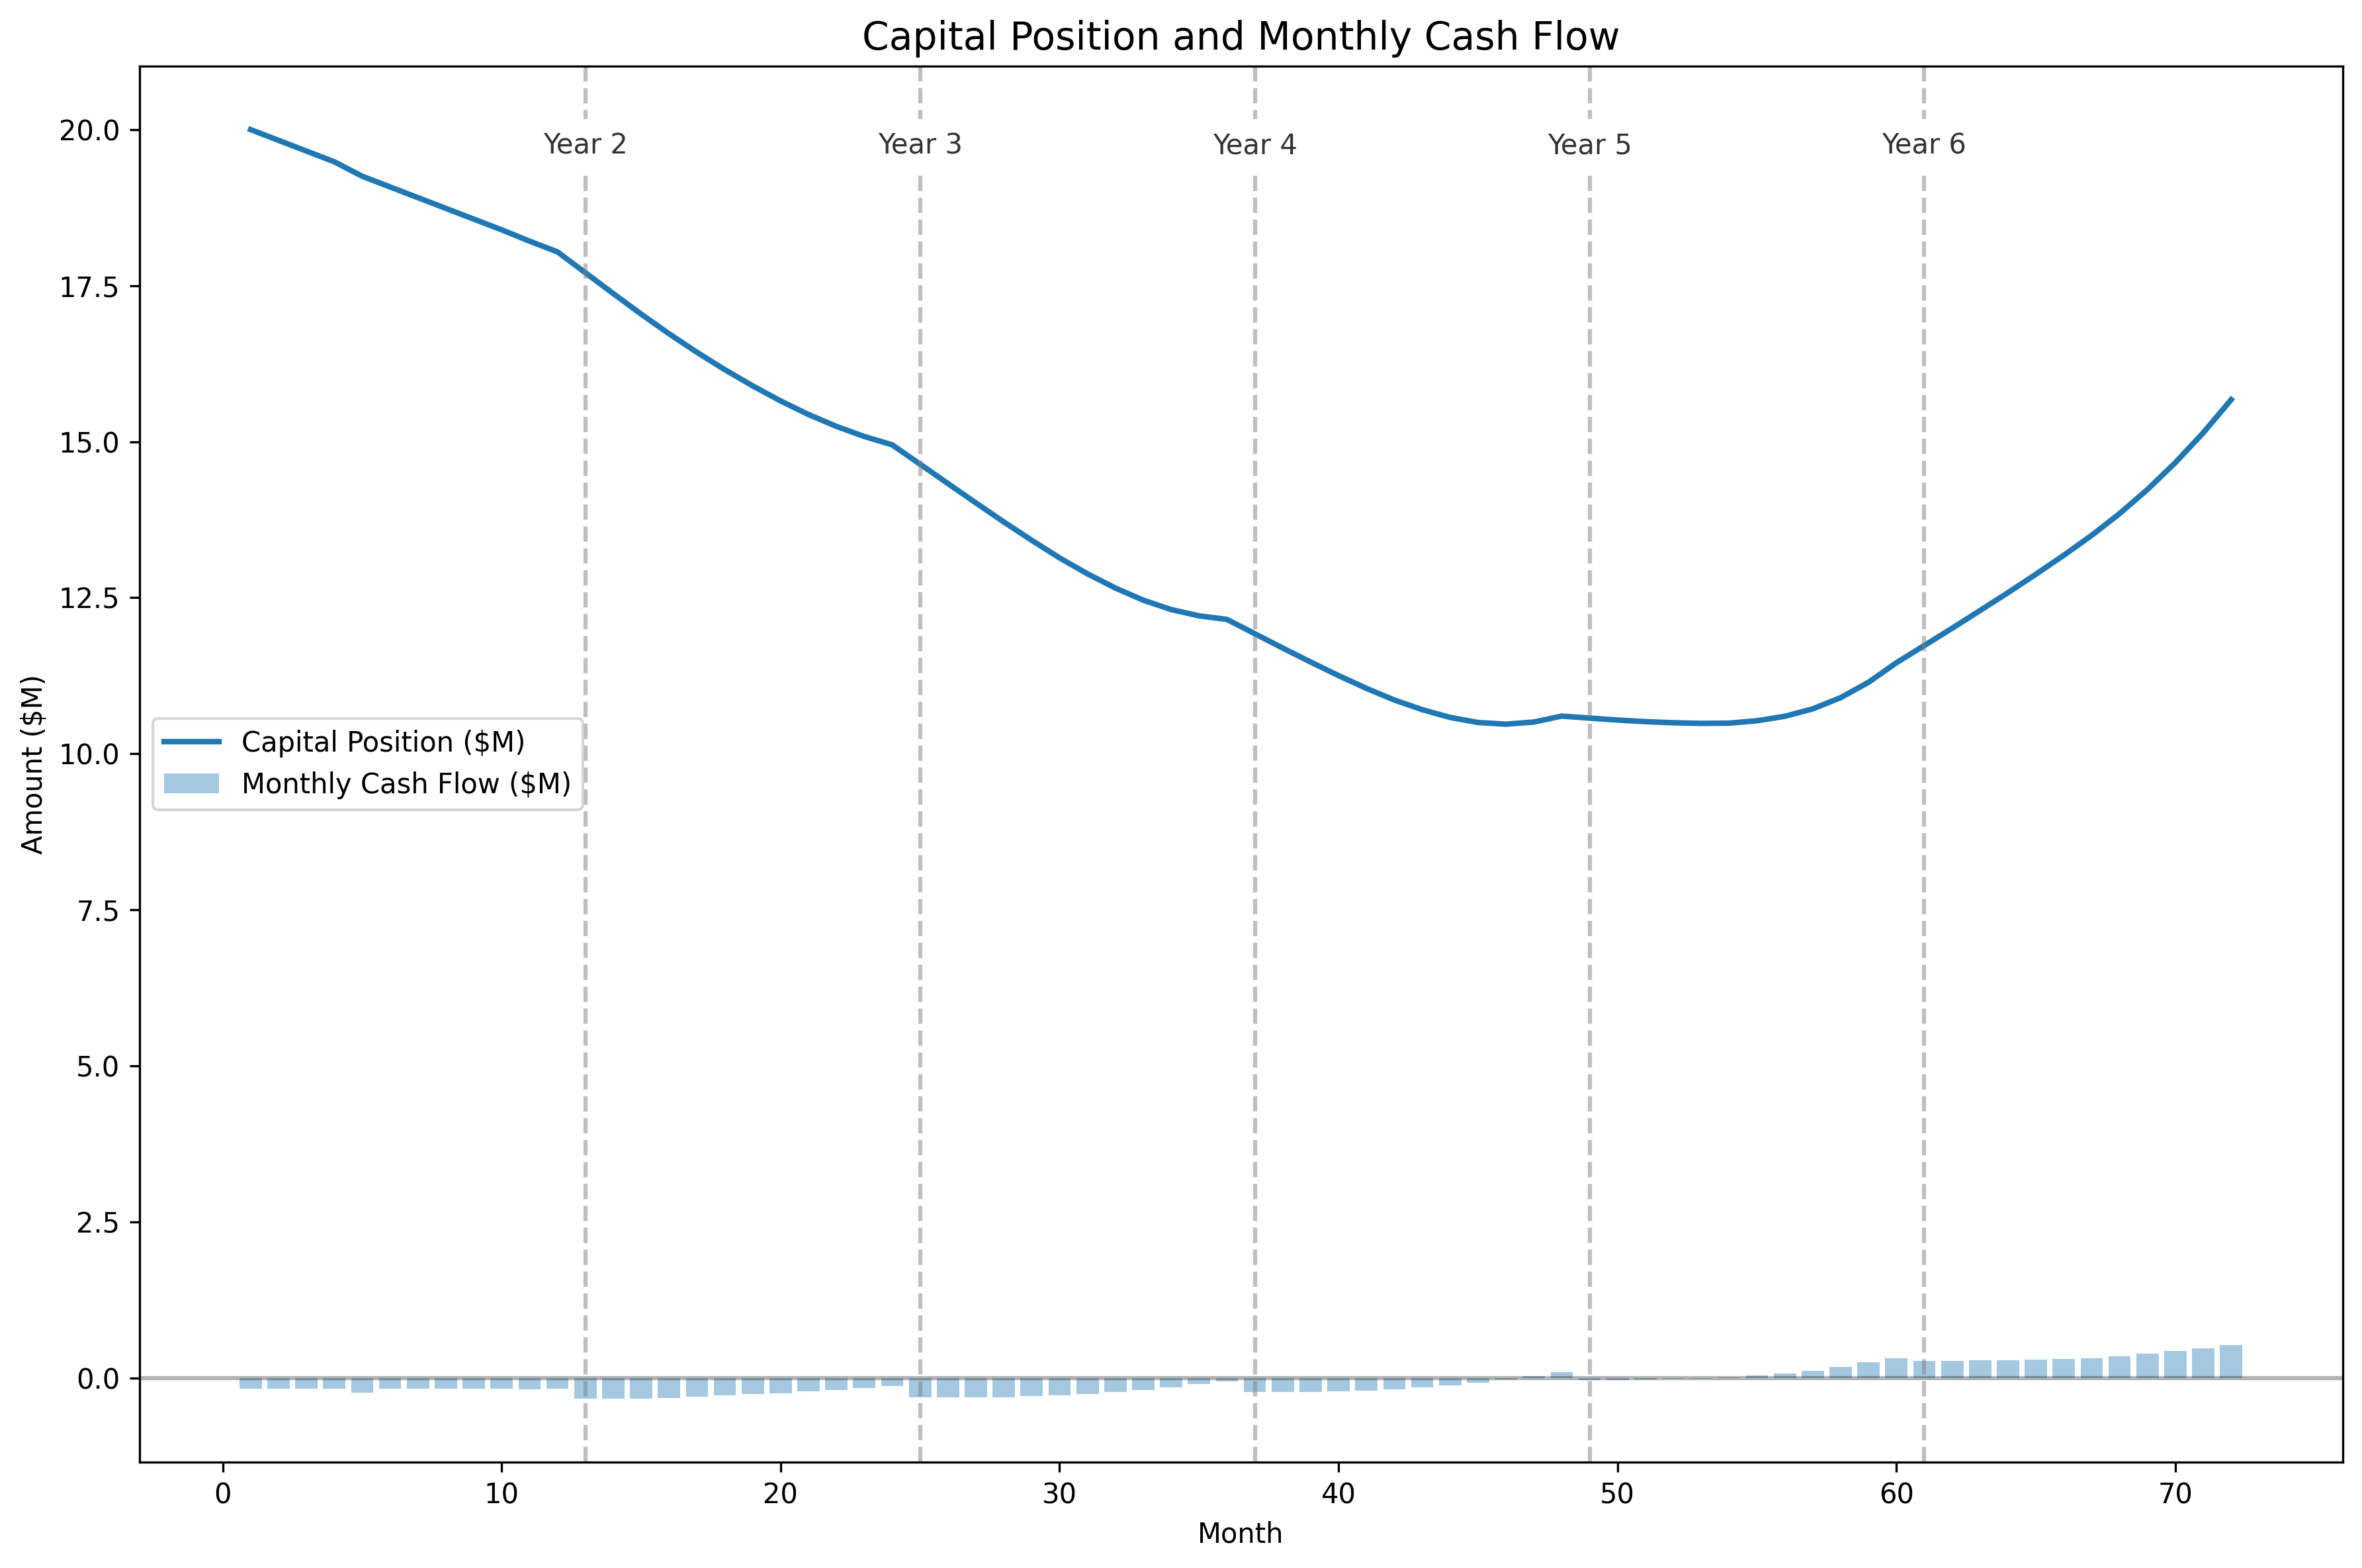 Capital Position and Monthly Cash Flow
Year 2
Year 3
Year 4
Year 5
Year 6
20.0
17.5
15.0
12.5
10.0
7.5
5.0
2.5
0.0
Amount ($M)
Capital Position ($M)
Monthly Cash Flow ($M)
0
10
20
30
40
50
60
70
Month